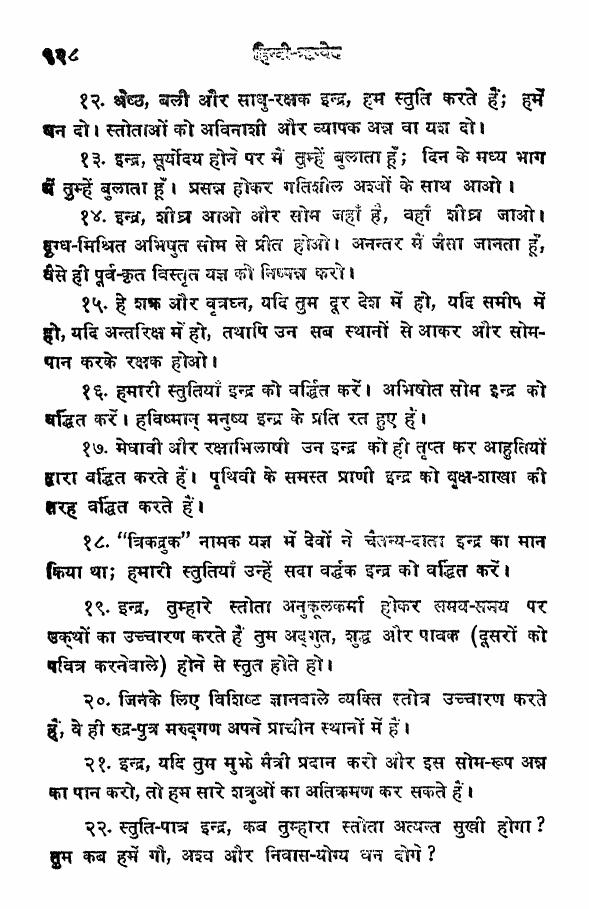 ९२८ हिन्दी-ऋग्वेद
१२. श्रेष्ठ, बली और साधु-रक्षक इन्द्र, हम स्तुति करते हैं; हमें
धन दो। स्तोताओं को अविनाशी और व्यापक अन्न वा यश दो।
१३. इन्द्र, सूर्योदय होने पर मैं तुम्हें बुलाता हूँ; दिन के मध्य भाग
में तुम्हें बुलाता हूँ। प्रसन्न होकर गतिशील अश्वों के साथ आओ।
१४. इन्द्र, शीघ्र आओ और सोम जहाँ है, वहाँ शीघ्र जाओ।
दुग्ध-मिश्रित अभिषुत सोम से प्रीत होओ। अनन्तर मैं जैसा जानता हूँ,
वैसे ही पूर्व-कृत विस्तृत यज्ञ को निष्पन्न करो।
१५. हे शक्र और वृत्रघ्न, यदि तुम दूर देश में हो, यदि समीप में
हो, यदि अन्तरिक्ष में हो, तथापि उन सब स्थानों से आकर और सोम-
पान करके रक्षक होओ।
१६. हमारी स्तुतियाँ इन्द्र को वर्द्धित करें। अभिषोत सोम इन्द्र को
वर्द्धित करें। हविष्मान् मनुष्य इन्द्र के प्रति रत हुए हैं।
१७. मेधावी और रक्षाभिलाषी उन इन्द्र को ही तृप्त कर आहुतियों
द्वारा वर्द्धित करते हैं। पृथिवी के समस्त प्राणी इन्द्र को वृक्ष-शाखा की
तरह वर्द्धित करते हैं।
१८. “त्रिकद्रुक” नामक यज्ञ में देवों ने चैतन्य-दाता इन्द्र का मान
किया था; हमारी स्तुतियाँ उन्हें सदा वर्द्धक इन्द्र को वर्द्धित करें।
१९. इन्द्र, तुम्हारे स्तोता अनुकूलकर्मा होकर समय-समय पर
उक्थों का उच्चारण करते हैं तुम अद्भुत, शुद्ध और पावक (दूसरों को
पवित्र करनेवाले) होने से स्तुत होते हो।
२०. जिनके लिए विशिष्ट ज्ञानवाले व्यक्ति स्तोत्र उच्चारण करते
हैं, वे ही रुद्र-पुत्र मरुद्गण अपने प्राचीन स्थानों में हैं।
२१. इन्द्र, यदि तुम मुझे मैत्री प्रदान करो और इस सोम-रूप अन्न
का पान करो, तो हम सारे शत्रुओं का अतिक्रमण कर सकते हैं।
२२. स्तुति-पात्र इन्द्र, कब तुम्हारा स्तोता अत्यन्त सुखी होगा?
तुम कब हमें गौ, अश्व और निवास-योग्य धन दोगे?